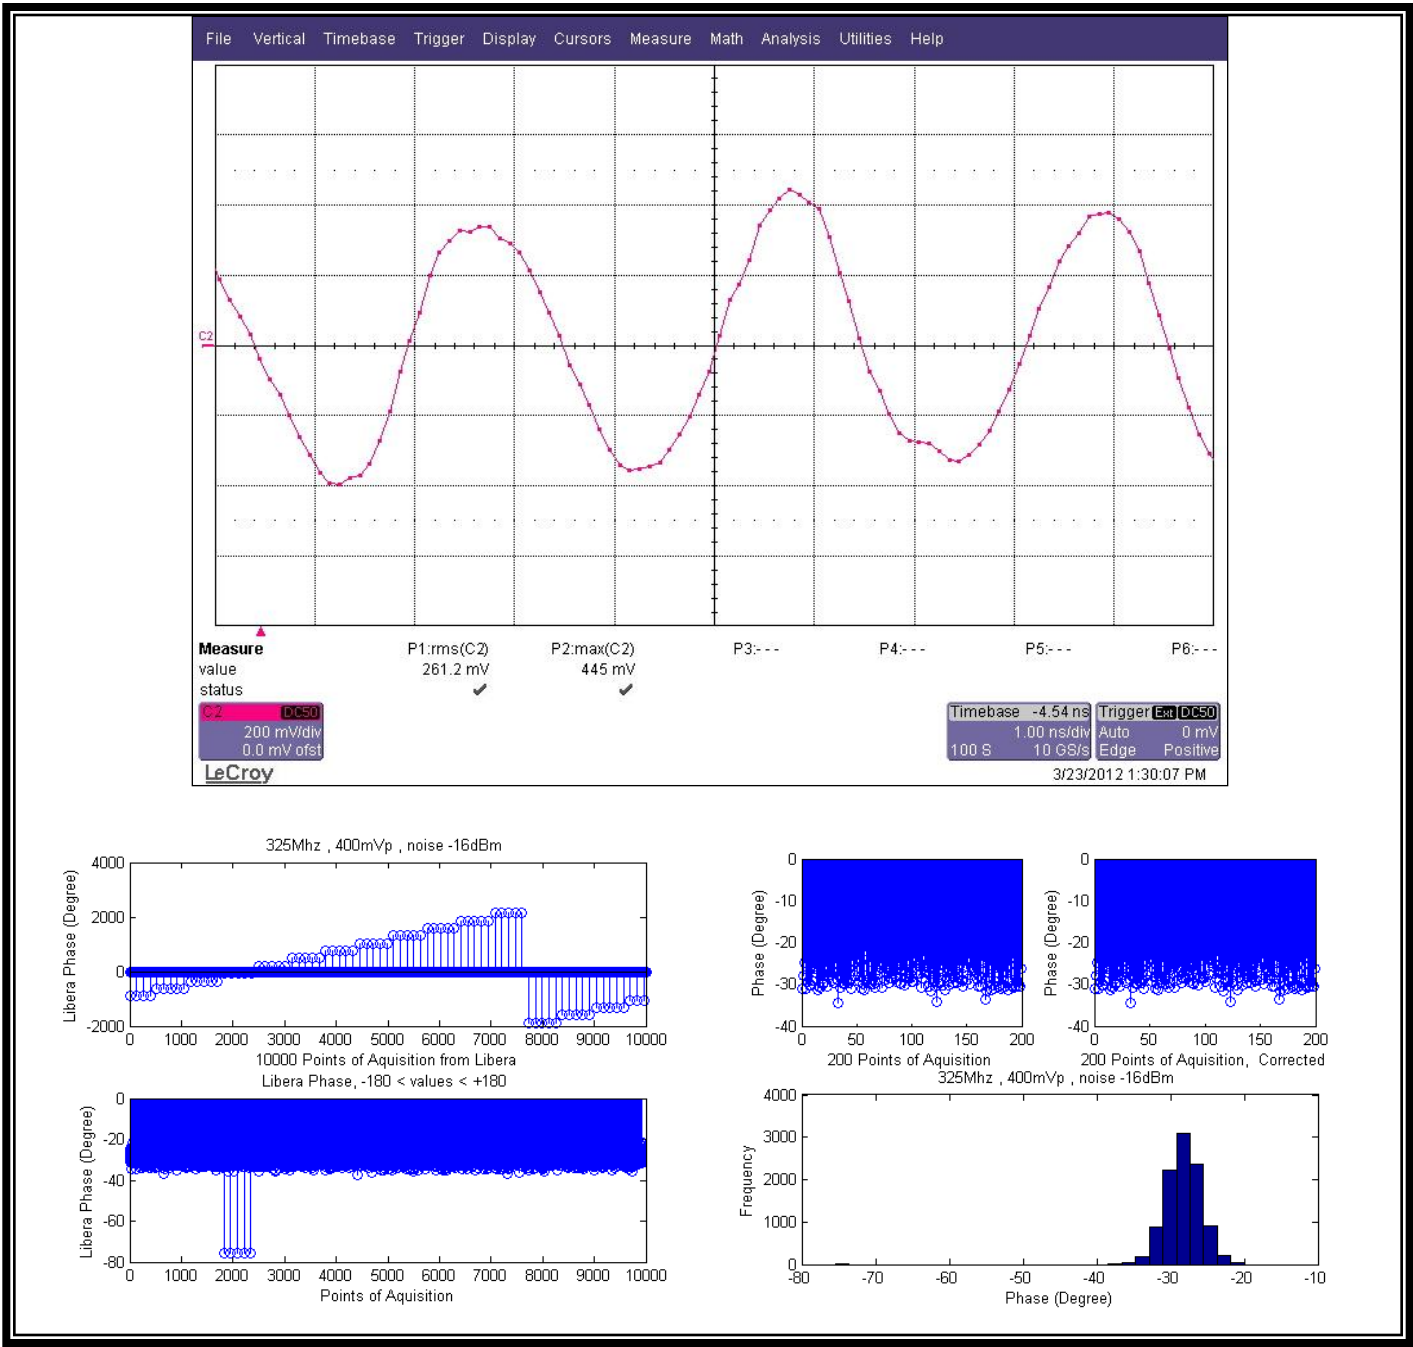 File Vertical Timebase Trigger Display Cursors Measure Math Analysis Utilities Help
C2
Measure P1:rms(C2) P2:max(C2) P3:- - - P4:- - - P5:- - - P6:- - -
value 261.2 mV 445 mV
status
C2 DC50
200 mV/div
0.0 mV ofst
Timebase -4.54 ns
1.00 ns/div
100 S 10 GS/s
Trigger Ext DC50
Auto 0 mV
Edge Positive
LeCroy
3/23/2012 1:30:07 PM
325Mhz , 400mVp , noise -16dBm
Libera Phase (Degree)
4000
2000
0
-2000
0 1000 2000 3000 4000 5000 6000 7000 8000 9000 10000
10000 Points of Aquisition from Libera
Libera Phase, -180 < values < +180
Libera Phase (Degree)
0
-20
-40
-60
-80
0 1000 2000 3000 4000 5000 6000 7000 8000 9000 10000
Points of Aquisition
Phase (Degree)
0
-10
-20
-30
-40
0 50 100 150 200
200 Points of Aquisition
Phase (Degree)
0
-10
-20
-30
-40
0 50 100 150 200
200 Points of Aquisition, Corrected
325Mhz , 400mVp , noise -16dBm
Frequency
4000
3000
2000
1000
0
-80 -70 -60 -50 -40 -30 -20 -10
Phase (Degree)